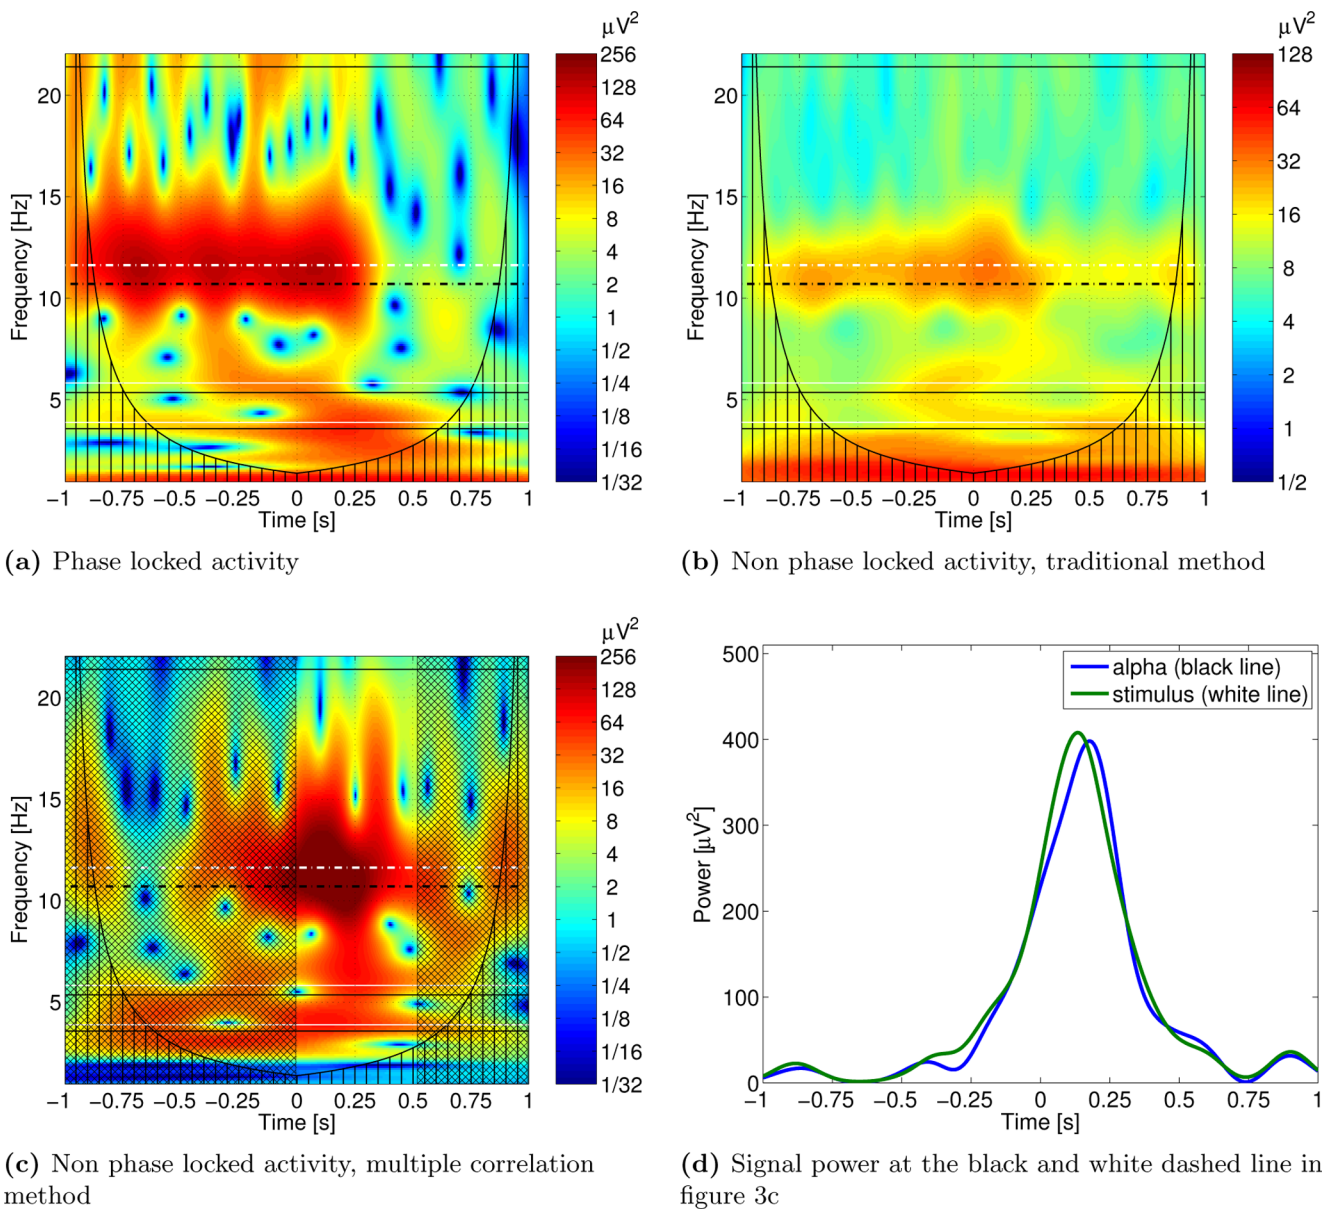 μV²
256
128
64
32
16
8
4
2
1
1/2
1/4
1/8
1/16
1/32
20
15
10
5
Frequency [Hz]
−1 −0.75 −0.5 −0.25 0 0.25 0.5 0.75 1
Time [s]
(a) Phase locked activity
μV²
128
64
32
16
8
4
2
1
1/2
20
15
10
5
Frequency [Hz]
−1 −0.75 −0.5 −0.25 0 0.25 0.5 0.75 1
Time [s]
(b) Non phase locked activity, traditional method
μV²
256
128
64
32
16
8
4
2
1
1/2
1/4
1/8
1/16
1/32
20
15
10
5
Frequency [Hz]
−1 −0.75 −0.5 −0.25 0 0.25 0.5 0.75 1
Time [s]
(c) Non phase locked activity, multiple correlation
method
500
400
300
200
100
0
Power [μV²]
alpha (black line)
stimulus (white line)
−1 −0.75 −0.5 −0.25 0 0.25 0.5 0.75 1
Time [s]
(d) Signal power at the black and white dashed line in
figure 3c